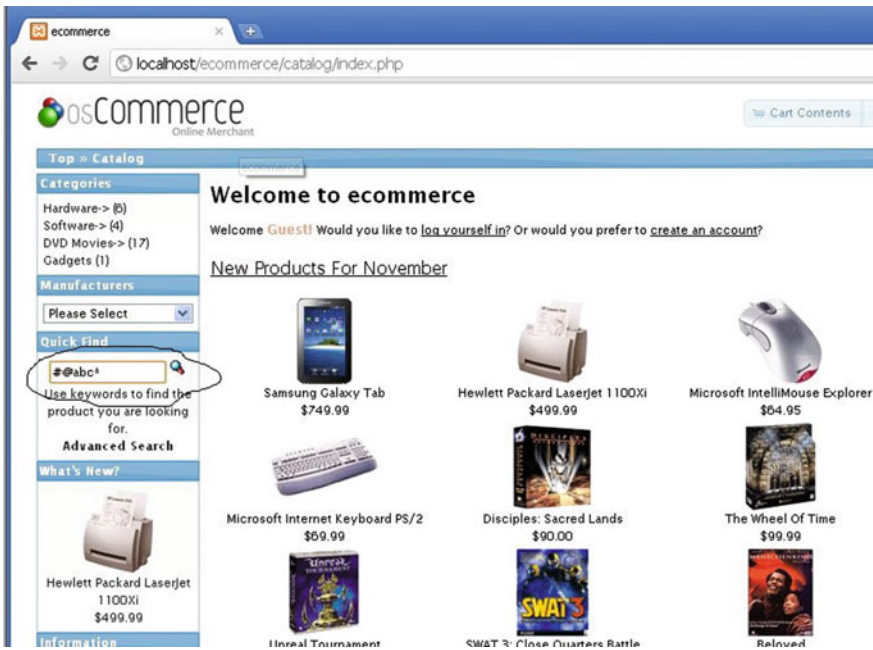 ecommerce
localhost/ecommerce/catalog/index.php
osCommerce
Online Merchant
Cart Contents
Top » Catalog
ecommerce
Categories
Hardware-> (6)
Software-> (4)
DVD Movies-> (17)
Gadgets (1)
Manufacturers
Please Select
Quick Find
#@abc^
Use keywords to find the
product you are looking
for.
Advanced Search
What's New?
Hewlett Packard LaserJet
1100Xi
$499.99
Information
Welcome to ecommerce
Welcome Guest! Would you like to log yourself in? Or would you prefer to create an account?
New Products For November
Samsung Galaxy Tab
$749.99
Hewlett Packard LaserJet 1100Xi
$499.99
Microsoft IntelliMouse Explorer
$64.95
Microsoft Internet Keyboard PS/2
$69.99
DISCIPLES
Disciples: Sacred Lands
$90.00
The Wheel Of Time
$99.99
Unreal
TOURNAMENT
Unreal Tournament
SWAT 3
SWAT 3: Close Quarters Battle
Beloved